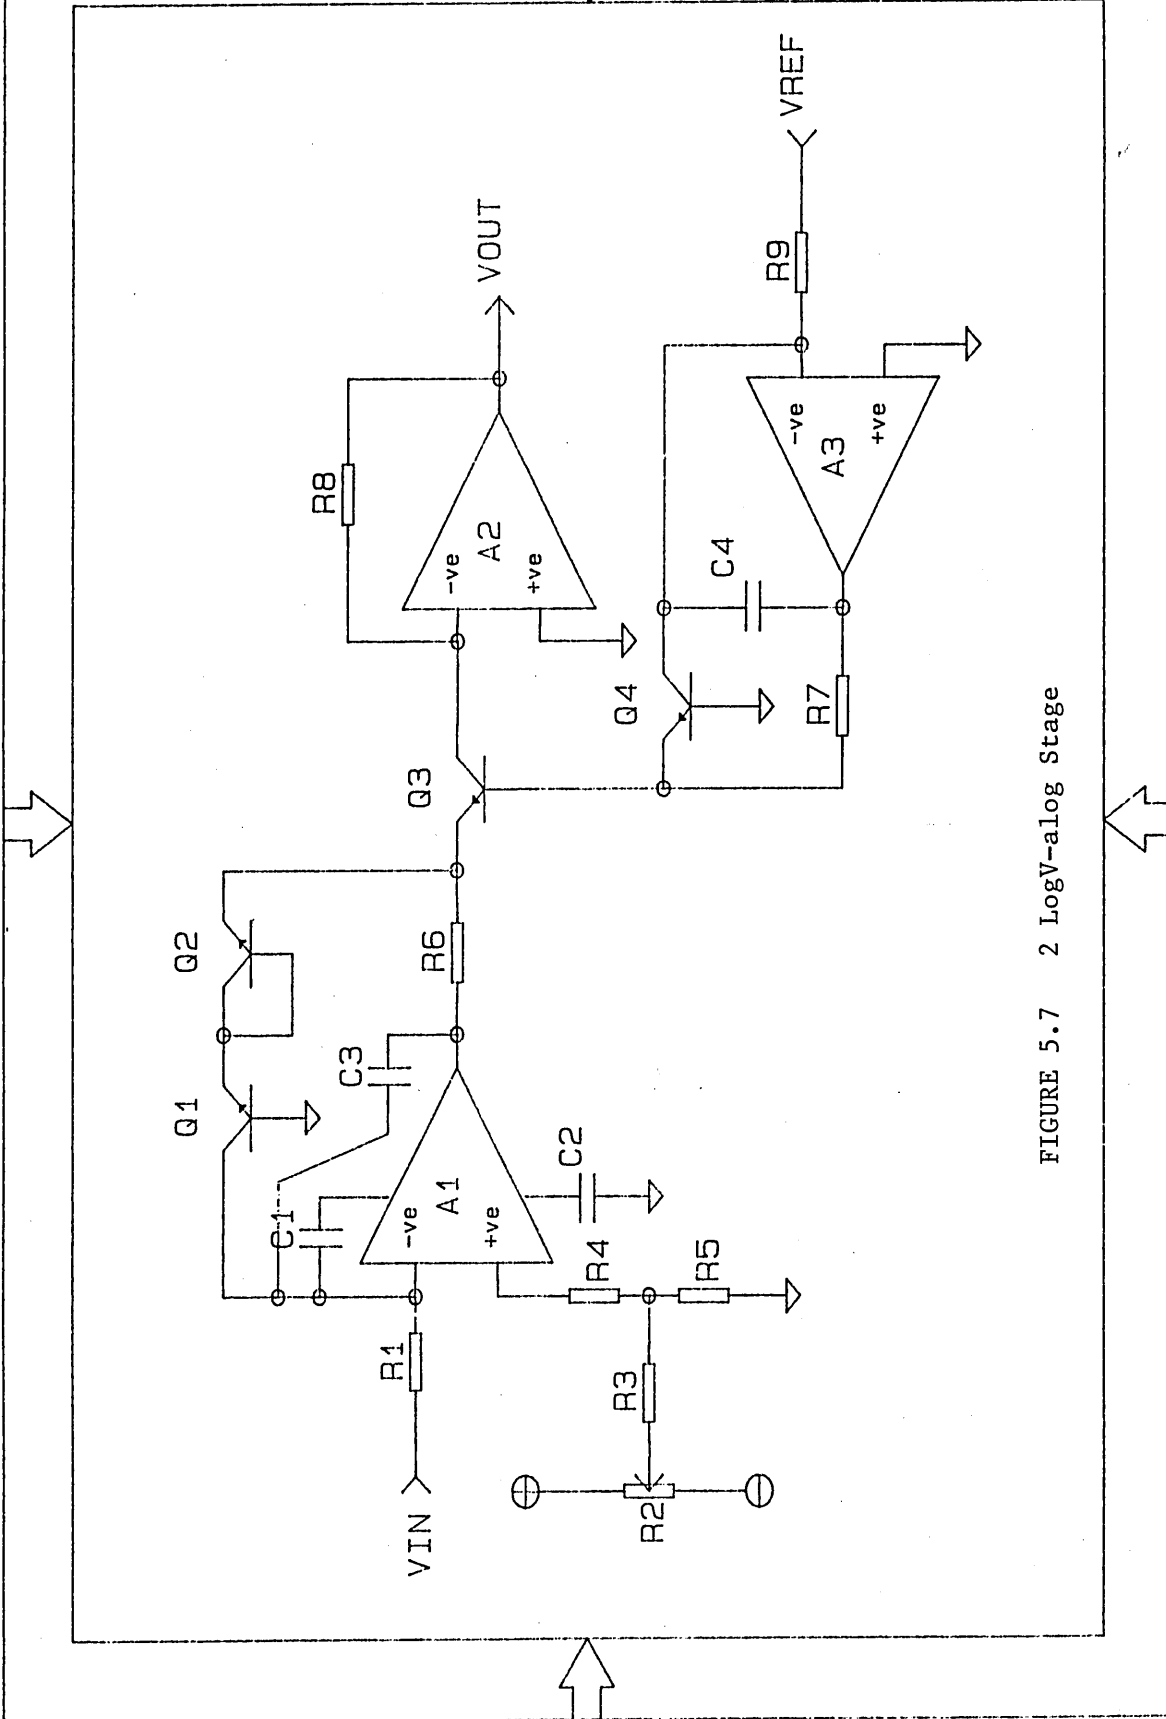 Q1
Q2
C1
C3
R8
VIN
R1
-ve
A1
+ve
R6
Q3
-ve
A2
+ve
VOUT
R2
R3
R4
R5
C2
Q4
C4
R7
-ve
A3
+ve
R9
VREF
FIGURE 5.7 2 LogV-alog Stage